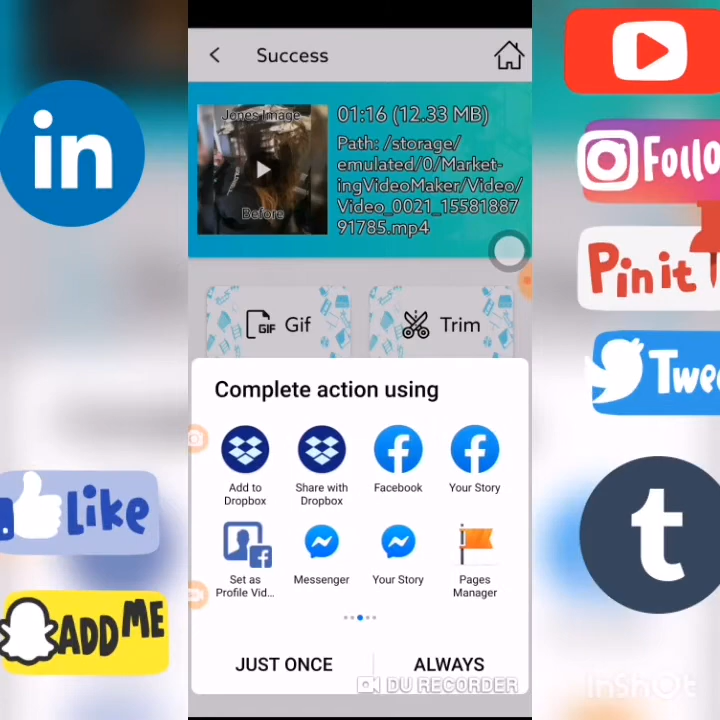 Success
Jones Image
Before
01:16 (12.33 MB)
Path: /storage/
emulated/0/Market-
ingVideoMaker/Video/
Video_0021_15581887
91785.mp4
GIF
Gif
Trim
Complete action using
Add to
Dropbox
Share with
Dropbox
Facebook
Your Story
Set as
Profile Vid...
Messenger
Your Story
Pages
Manager
JUST ONCE
ALWAYS
DU RECORDER
in
Like
ADD ME
Follo
Pin it
Twee
t
InShOt